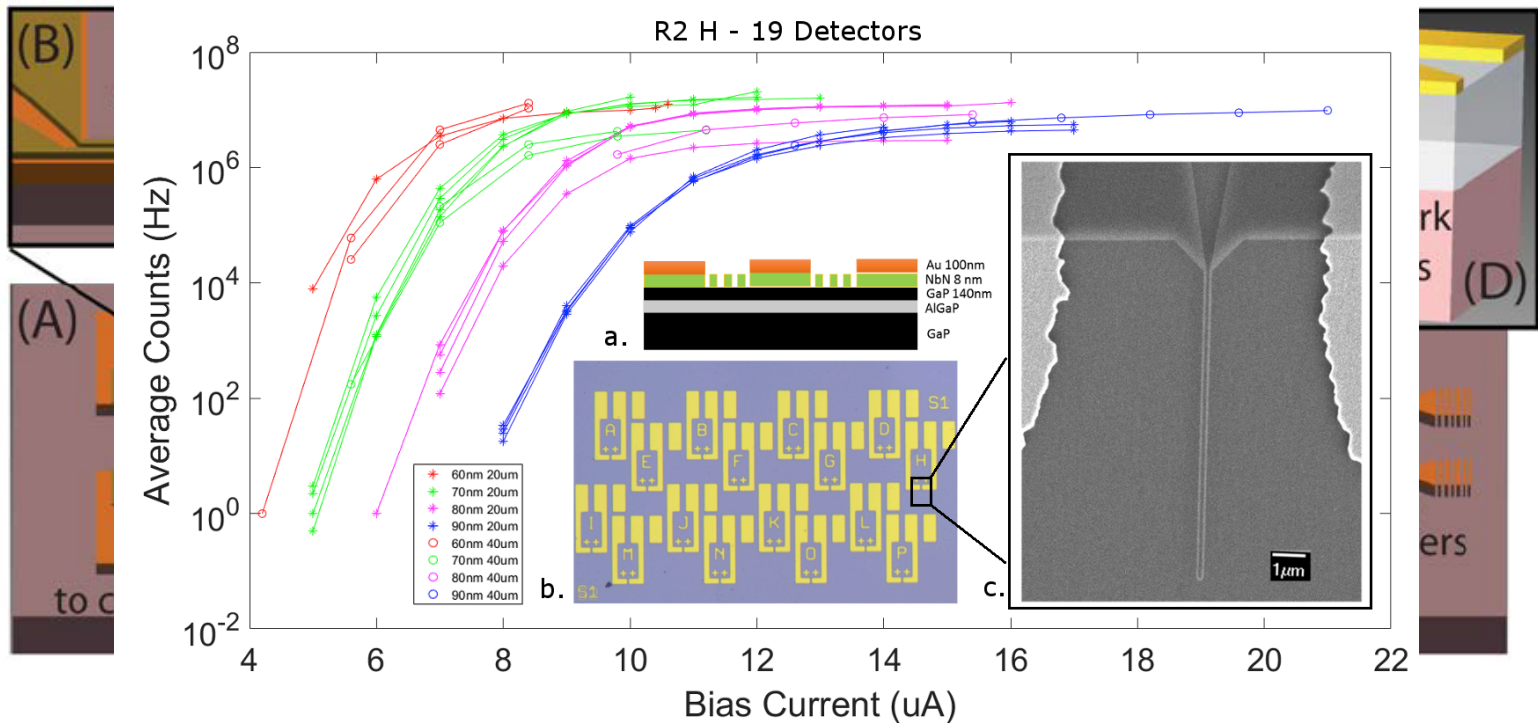 R2 H - 19 Detectors
(B)
(A)
to c
Average Counts (Hz)
10^8
10^6
10^4
10^2
10^0
10^-2
4 6 8 10 12 14 16 18 20 22
Bias Current (uA)
60nm 20um
70nm 20um
80nm 20um
90nm 20um
60nm 40um
70nm 40um
80nm 40um
90nm 40um
a.
Au 100nm
NbN 8 nm
GaP 140nm
AlGaP
GaP
b.
S1
A B C D
E F G H
I J K L
M N O P
S1
c.
1μm
rk
s
(D)
ers